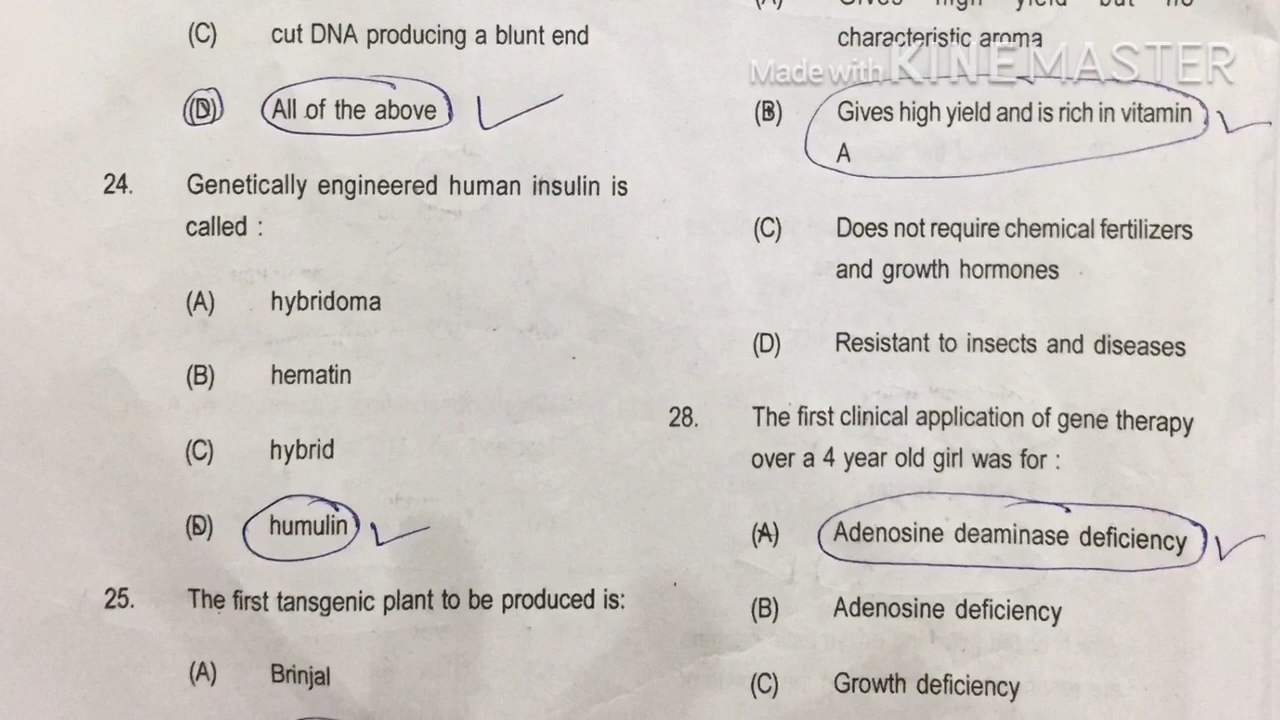 (C) cut DNA producing a blunt end
(D) All of the above
24. Genetically engineered human insulin is
called :
(A) hybridoma
(B) hematin
(C) hybrid
(D) humulin
25. The first tansgenic plant to be produced is:
(A) Brinjal
characteristic aroma
Made with KINEMASTER
(B) Gives high yield and is rich in vitamin
A
(C) Does not require chemical fertilizers
and growth hormones
(D) Resistant to insects and diseases
28. The first clinical application of gene therapy
over a 4 year old girl was for :
(A) Adenosine deaminase deficiency
(B) Adenosine deficiency
(C) Growth deficiency